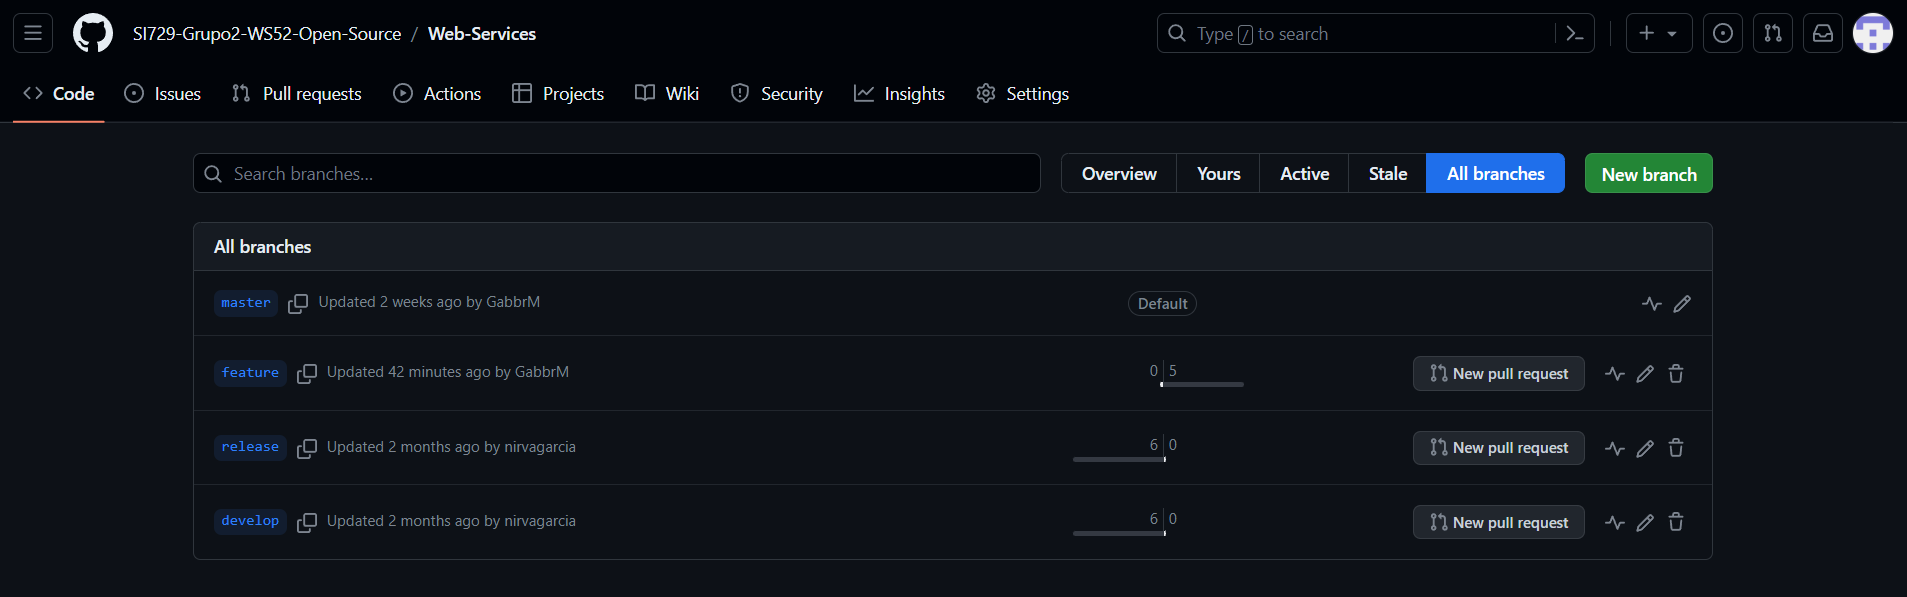 SI729-Grupo2-WS52-Open-Source / Web-Services
Type / to search
Code Issues Pull requests Actions Projects Wiki Security Insights Settings
Search branches...
Overview Yours Active Stale All branches New branch
All branches
master Updated 2 weeks ago by GabbrM Default
feature Updated 42 minutes ago by GabbrM 0 5 New pull request
release Updated 2 months ago by nirvagarcia 6 0 New pull request
develop Updated 2 months ago by nirvagarcia 6 0 New pull request